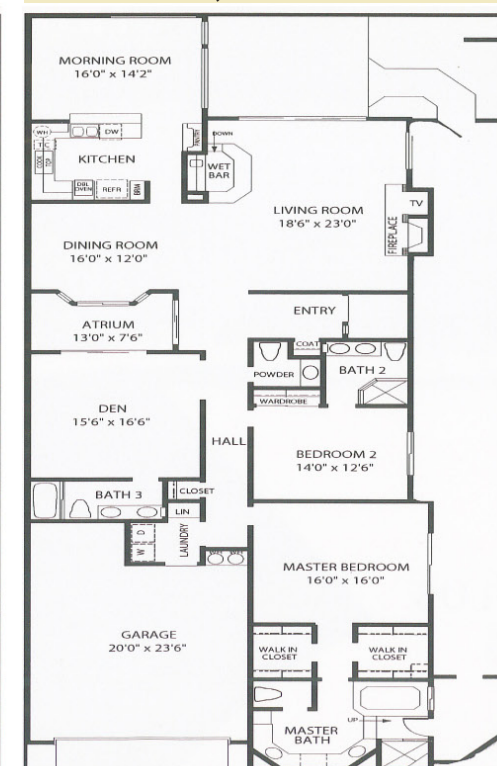 MORNING ROOM
16'0" x 14'2"
WH
DW
T C
COOK
TOP
KITCHEN
DBL
OVEN
REFR
BRM
PANTRY
DOWN
WET
BAR
LIVING ROOM
18'6" x 23'0"
TV
FIREPLACE
DINING ROOM
16'0" x 12'0"
ENTRY
ATRIUM
13'0" x 7'6"
COAT
POWDER
BATH 2
WARDROBE
DEN
15'6" x 16'6"
HALL
BEDROOM 2
14'0" x 12'6"
BATH 3
CLOSET
LIN
W D
LAUNDRY
MASTER BEDROOM
16'0" x 16'0"
GARAGE
20'0" x 23'6"
WALK IN
CLOSET
WALK IN
CLOSET
UP
MASTER
BATH